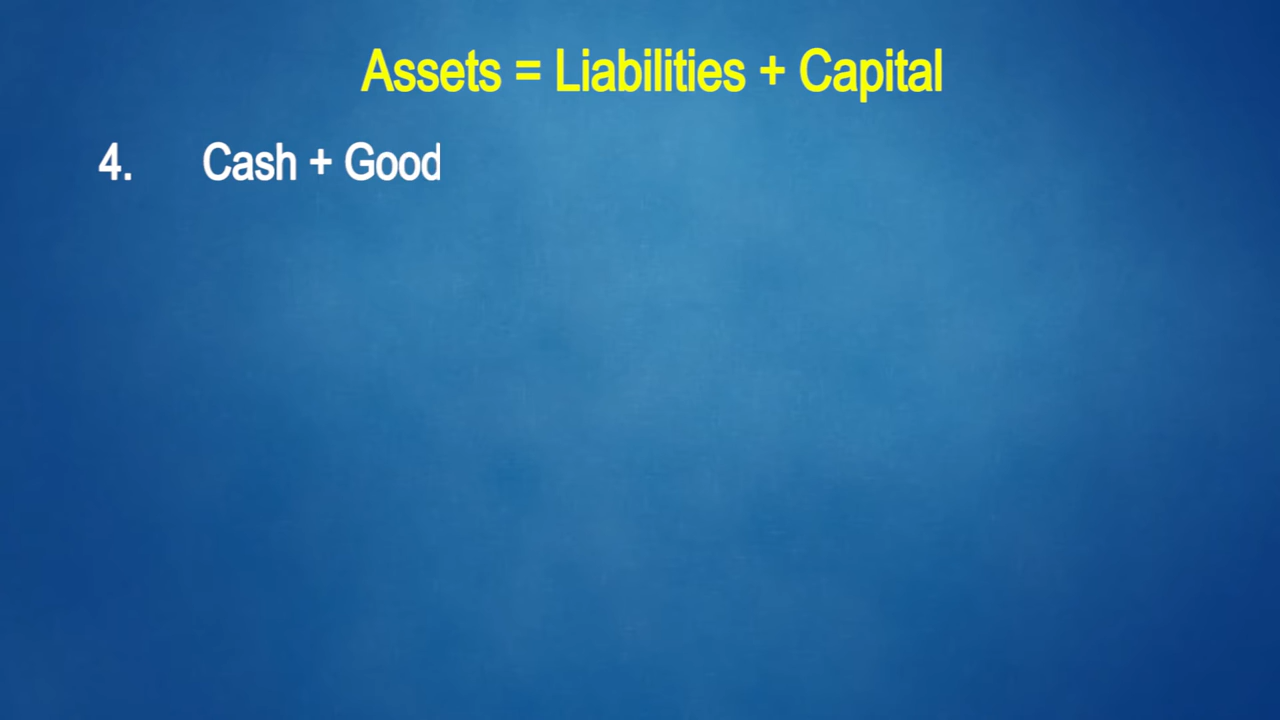 Assets = Liabilities + Capital
4. Cash + Good